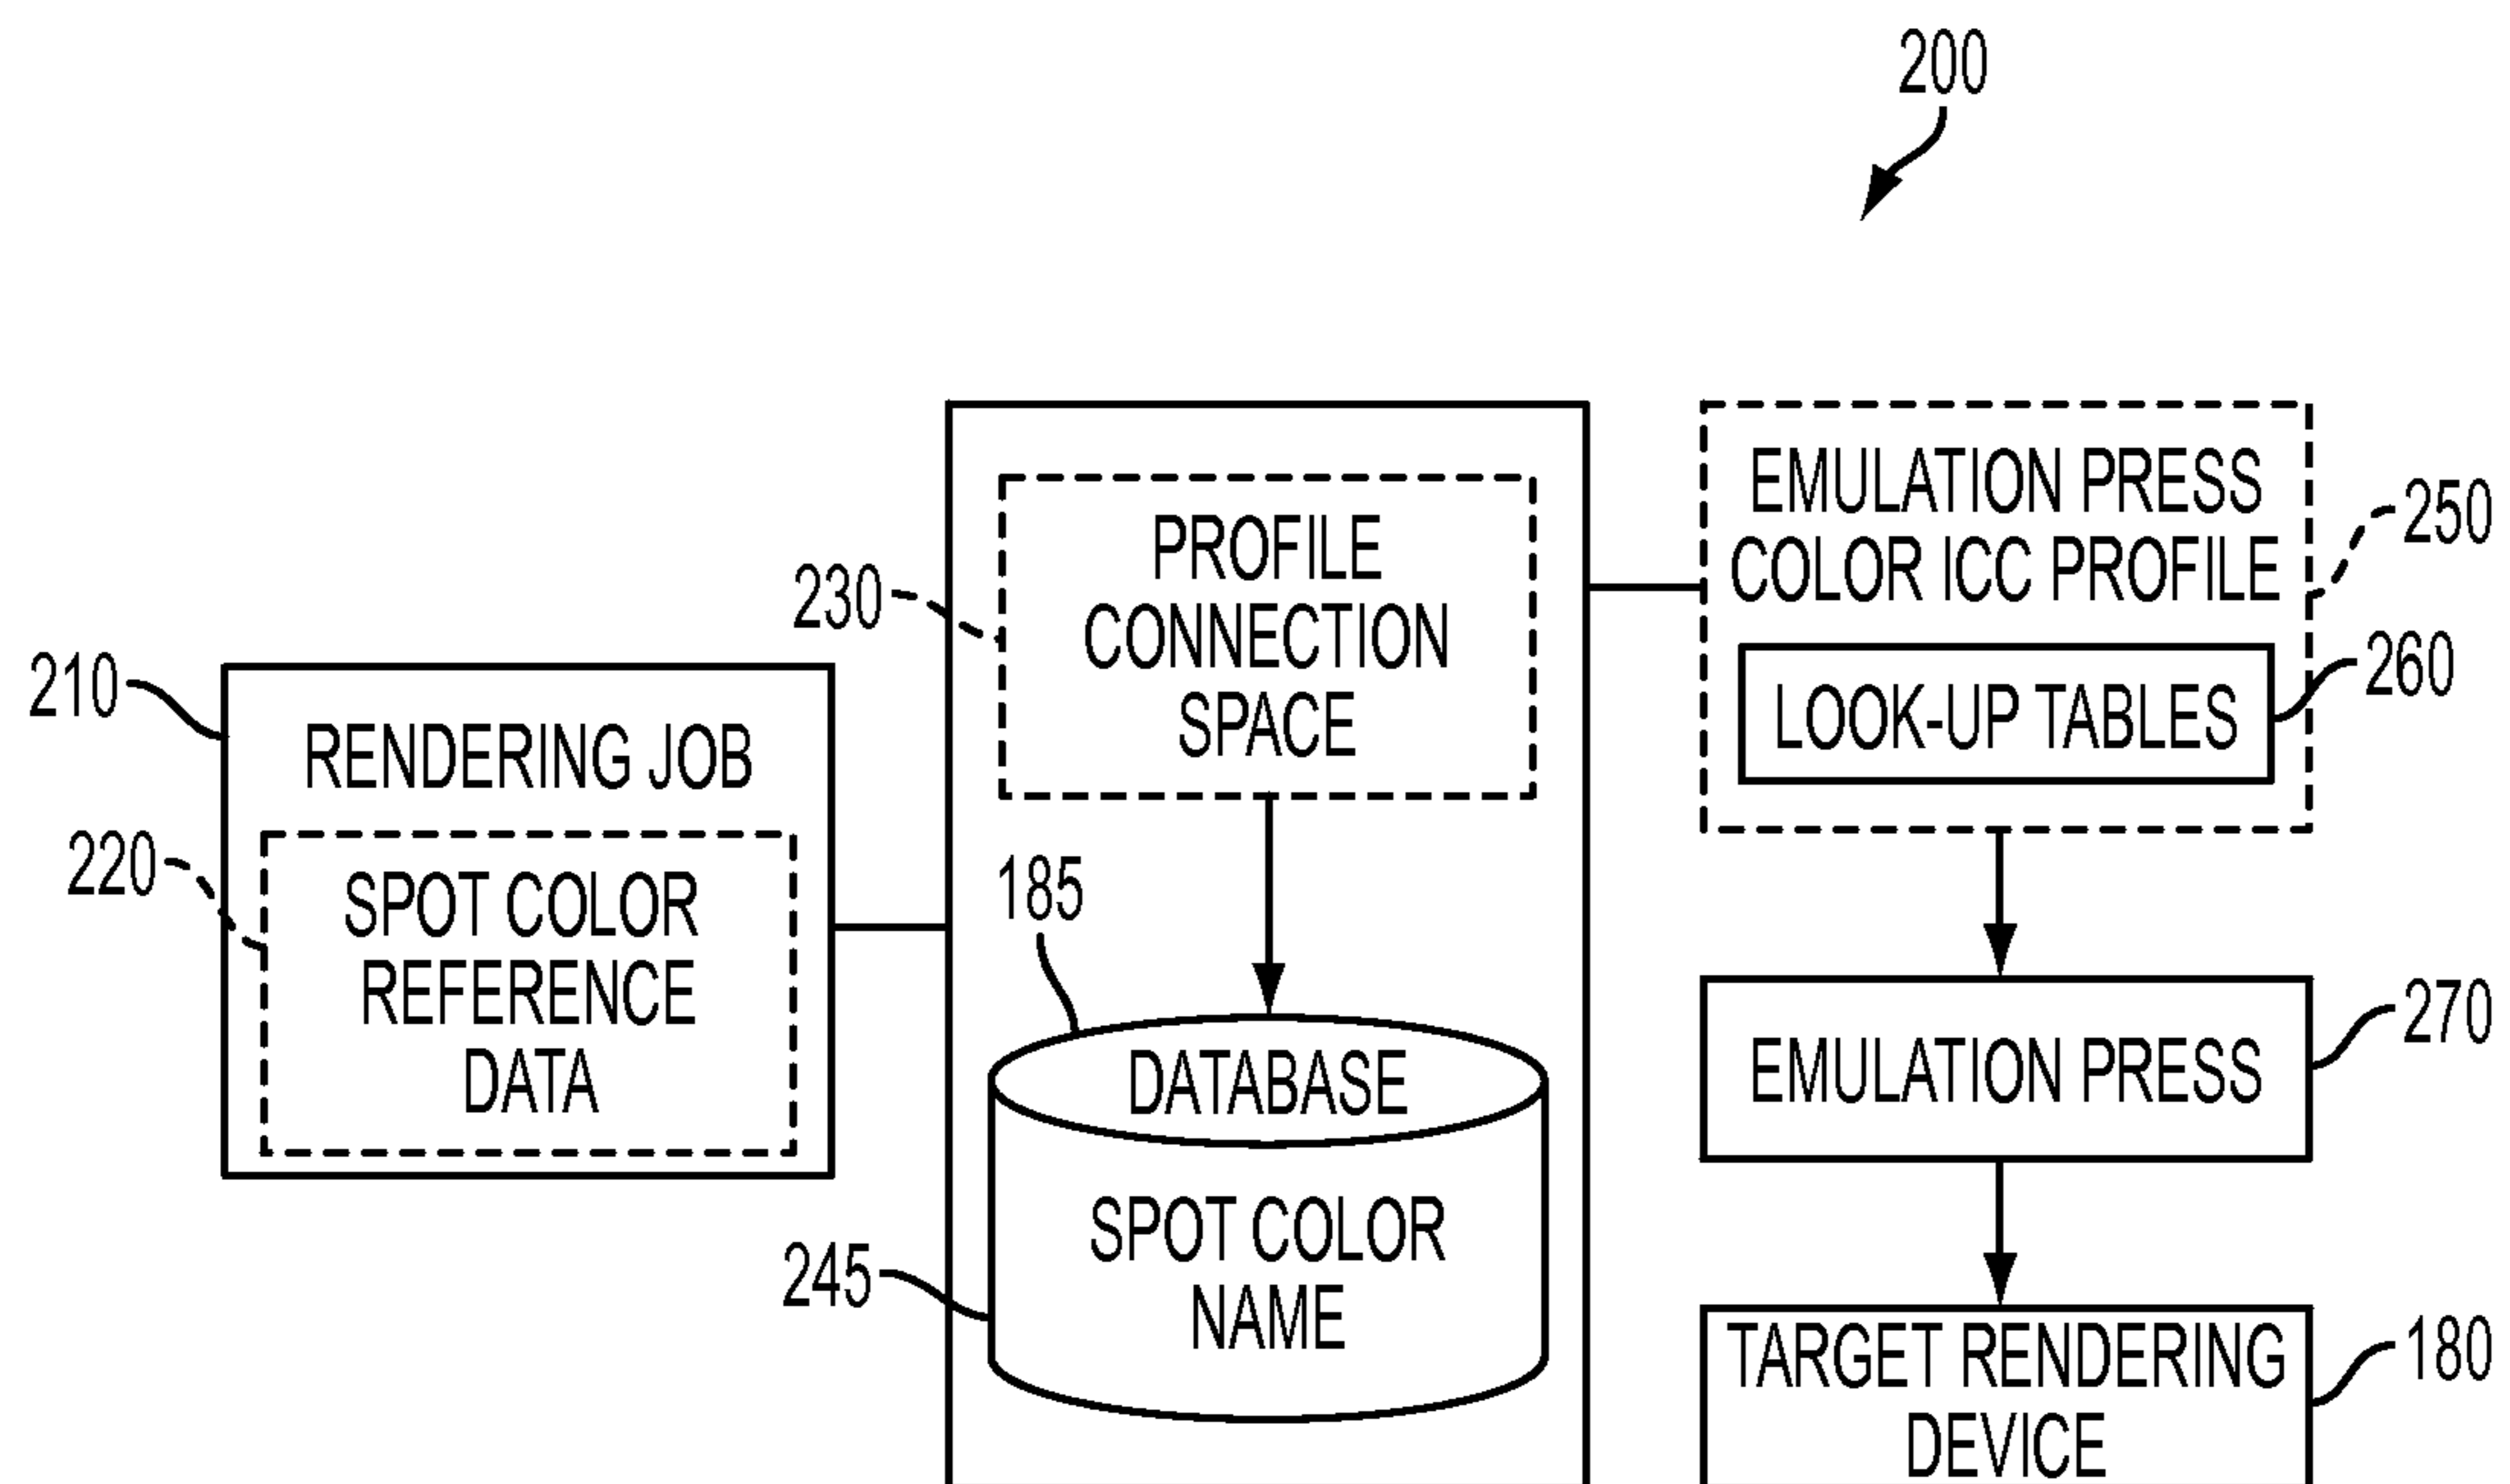 200
210
RENDERING JOB
220
SPOT COLOR
REFERENCE
DATA
230
PROFILE
CONNECTION
SPACE
185
DATABASE
245
SPOT COLOR
NAME
EMULATION PRESS
COLOR ICC PROFILE
250
LOOK-UP TABLES
260
EMULATION PRESS
270
TARGET RENDERING
DEVICE
180